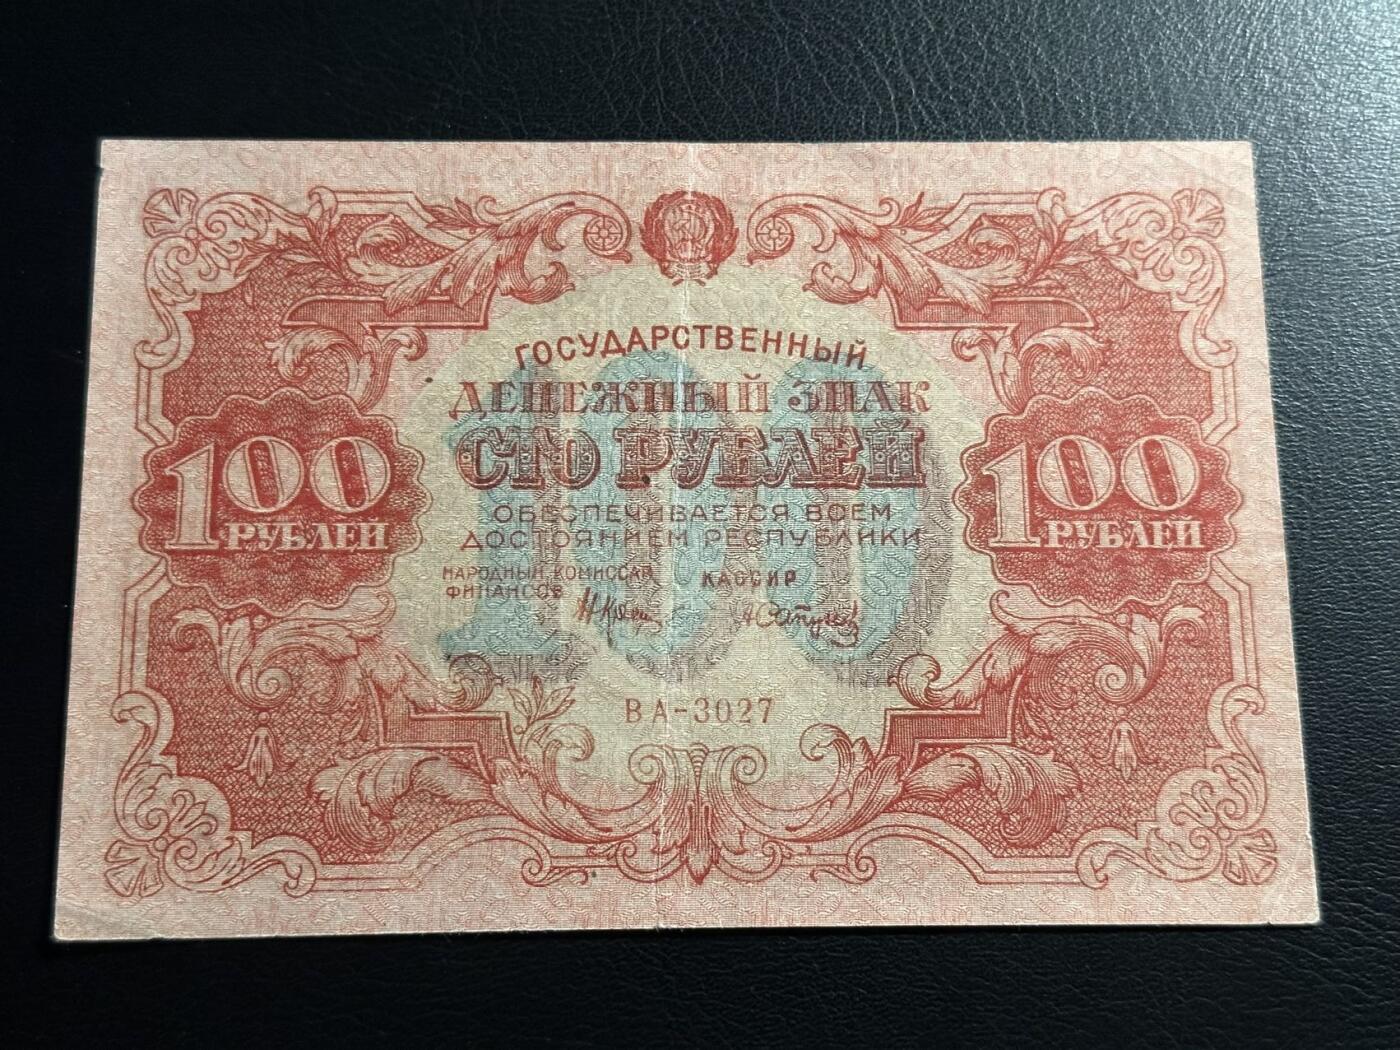 ГОСУДАРСТВЕННЫЙ
ДЕНЕЖНЫЙ ЗНАК
СТО РУБЛЕЙ
100
100 РУБЛЕЙ
100 РУБЛЕЙ
ОБЕСПЕЧИВАЕТСЯ ВСЕМ
ДОСТОЯНИЕМ РЕСПУБЛИКИ
НАРОДНЫЙ КОМИССАР
ФИНАНСОВ
КАССИР
ВА-3027